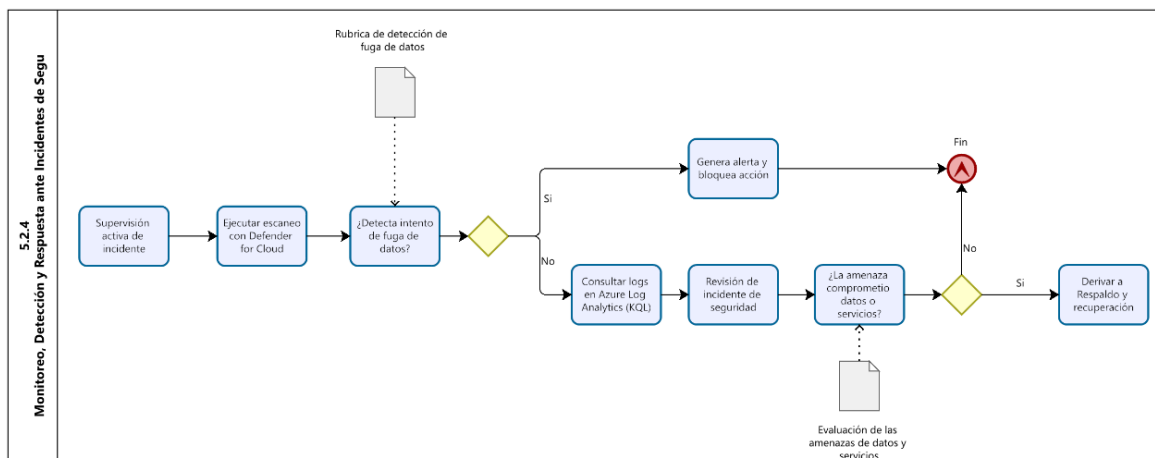 5.2.4
Monitoreo, Detección y Respuesta ante Incidentes de Segu
Rubrica de detección de
fuga de datos
Supervisión
activa de
incidente
Ejecutar escaneo
con Defender
for Cloud
¿Detecta intento
de fuga de
datos?
Si
No
Genera alerta y
bloquea acción
Fin
Consultar logs
en Azure Log
Analytics (KQL)
Revisión de
incidente de
seguridad
¿La amenaza
comprometio
datos o
servicios?
No
Si
Derivar a
Respaldo y
recuperación
Evaluación de las
amenazas de datos y
servicios